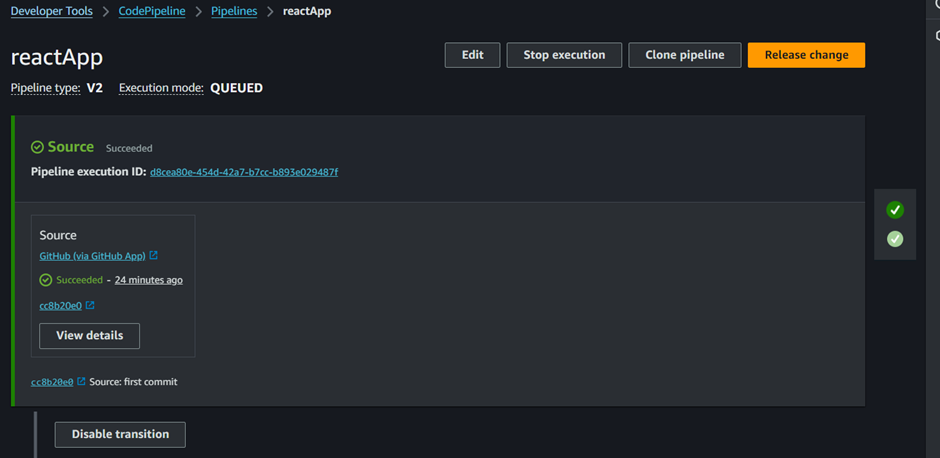 Developer Tools > CodePipeline > Pipelines > reactApp
reactApp
Edit Stop execution Clone pipeline Release change
Pipeline type: V2 Execution mode: QUEUED
Source Succeeded
Pipeline execution ID: d8cea80e-454d-42a7-b7cc-b893e029487f
Source
GitHub (via GitHub App)
Succeeded - 24 minutes ago
cc8b20e0
View details
cc8b20e0 Source: first commit
Disable transition